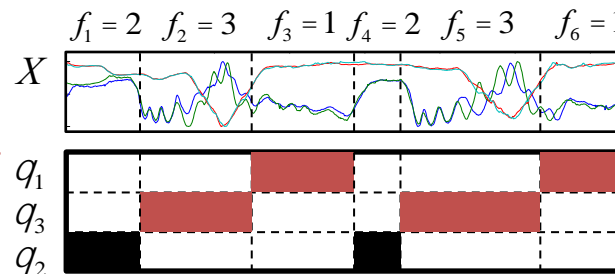 f₁ = 2 f₂ = 3 f₃ = 1 f₄ = 2 f₅ = 3 f₆ =
X
q₁
q₃
q₂